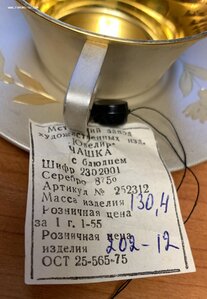 Мст завод
художественных изд.
"Ювелир"
ЧАШКА
с блюдцем
Шифр 2302001
Серебро 875°
Артикул № 252312
Масса изделия 130,4
Розничная цена
за 1 г. 1-55
Розничная цена
изделия 202-12
ОСТ 25-565-75